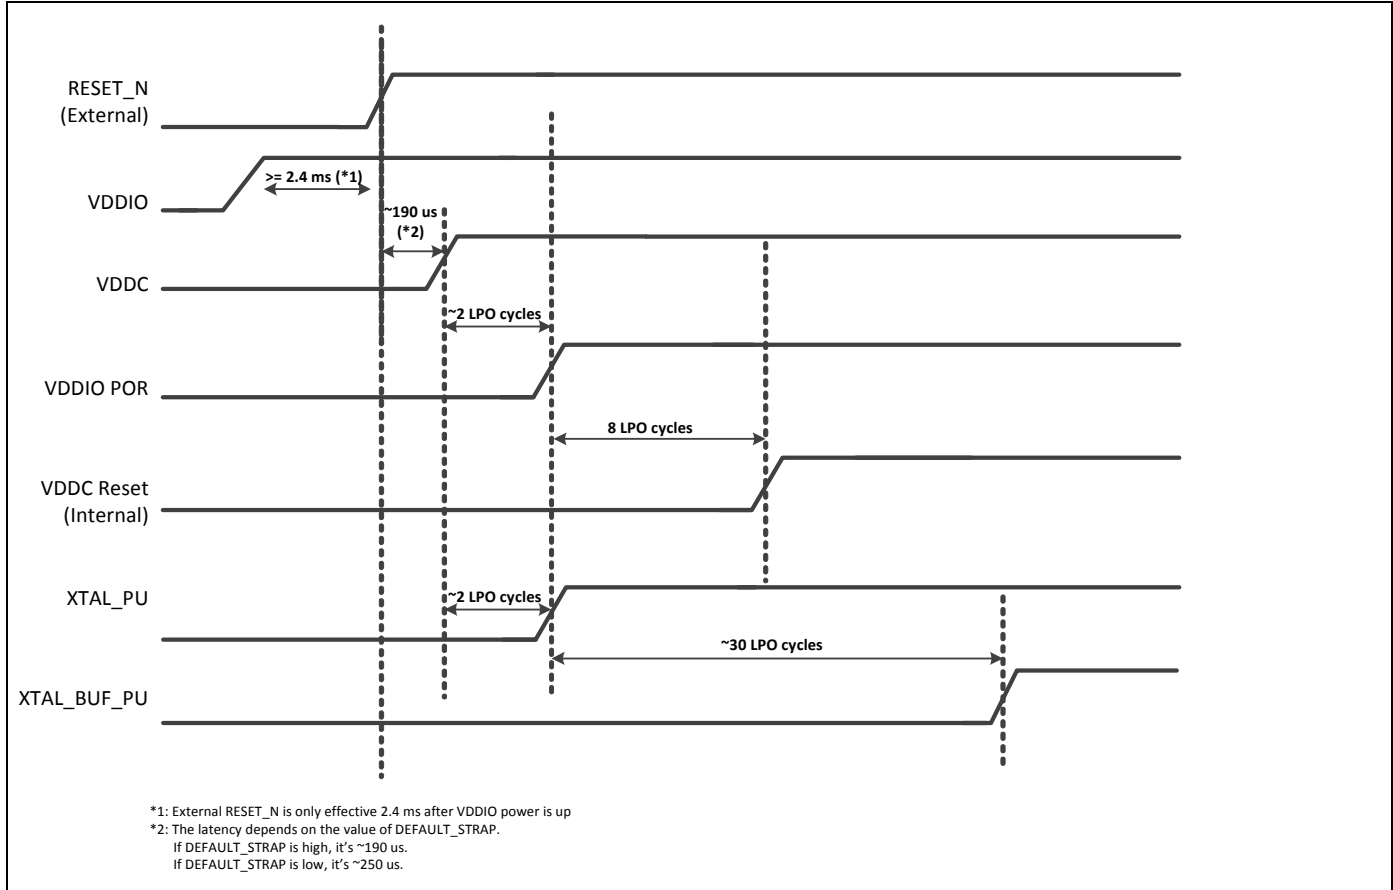 RESET_N
(External)
>= 2.4 ms (*1)
VDDIO
~190 us
(*2)
VDDC
~2 LPO cycles
VDDIO POR
8 LPO cycles
VDDC Reset
(Internal)
XTAL_PU
~2 LPO cycles
~30 LPO cycles
XTAL_BUF_PU
*1: External RESET_N is only effective 2.4 ms after VDDIO power is up
*2: The latency depends on the value of DEFAULT_STRAP.
If DEFAULT_STRAP is high, it’s ~190 us.
If DEFAULT_STRAP is low, it’s ~250 us.